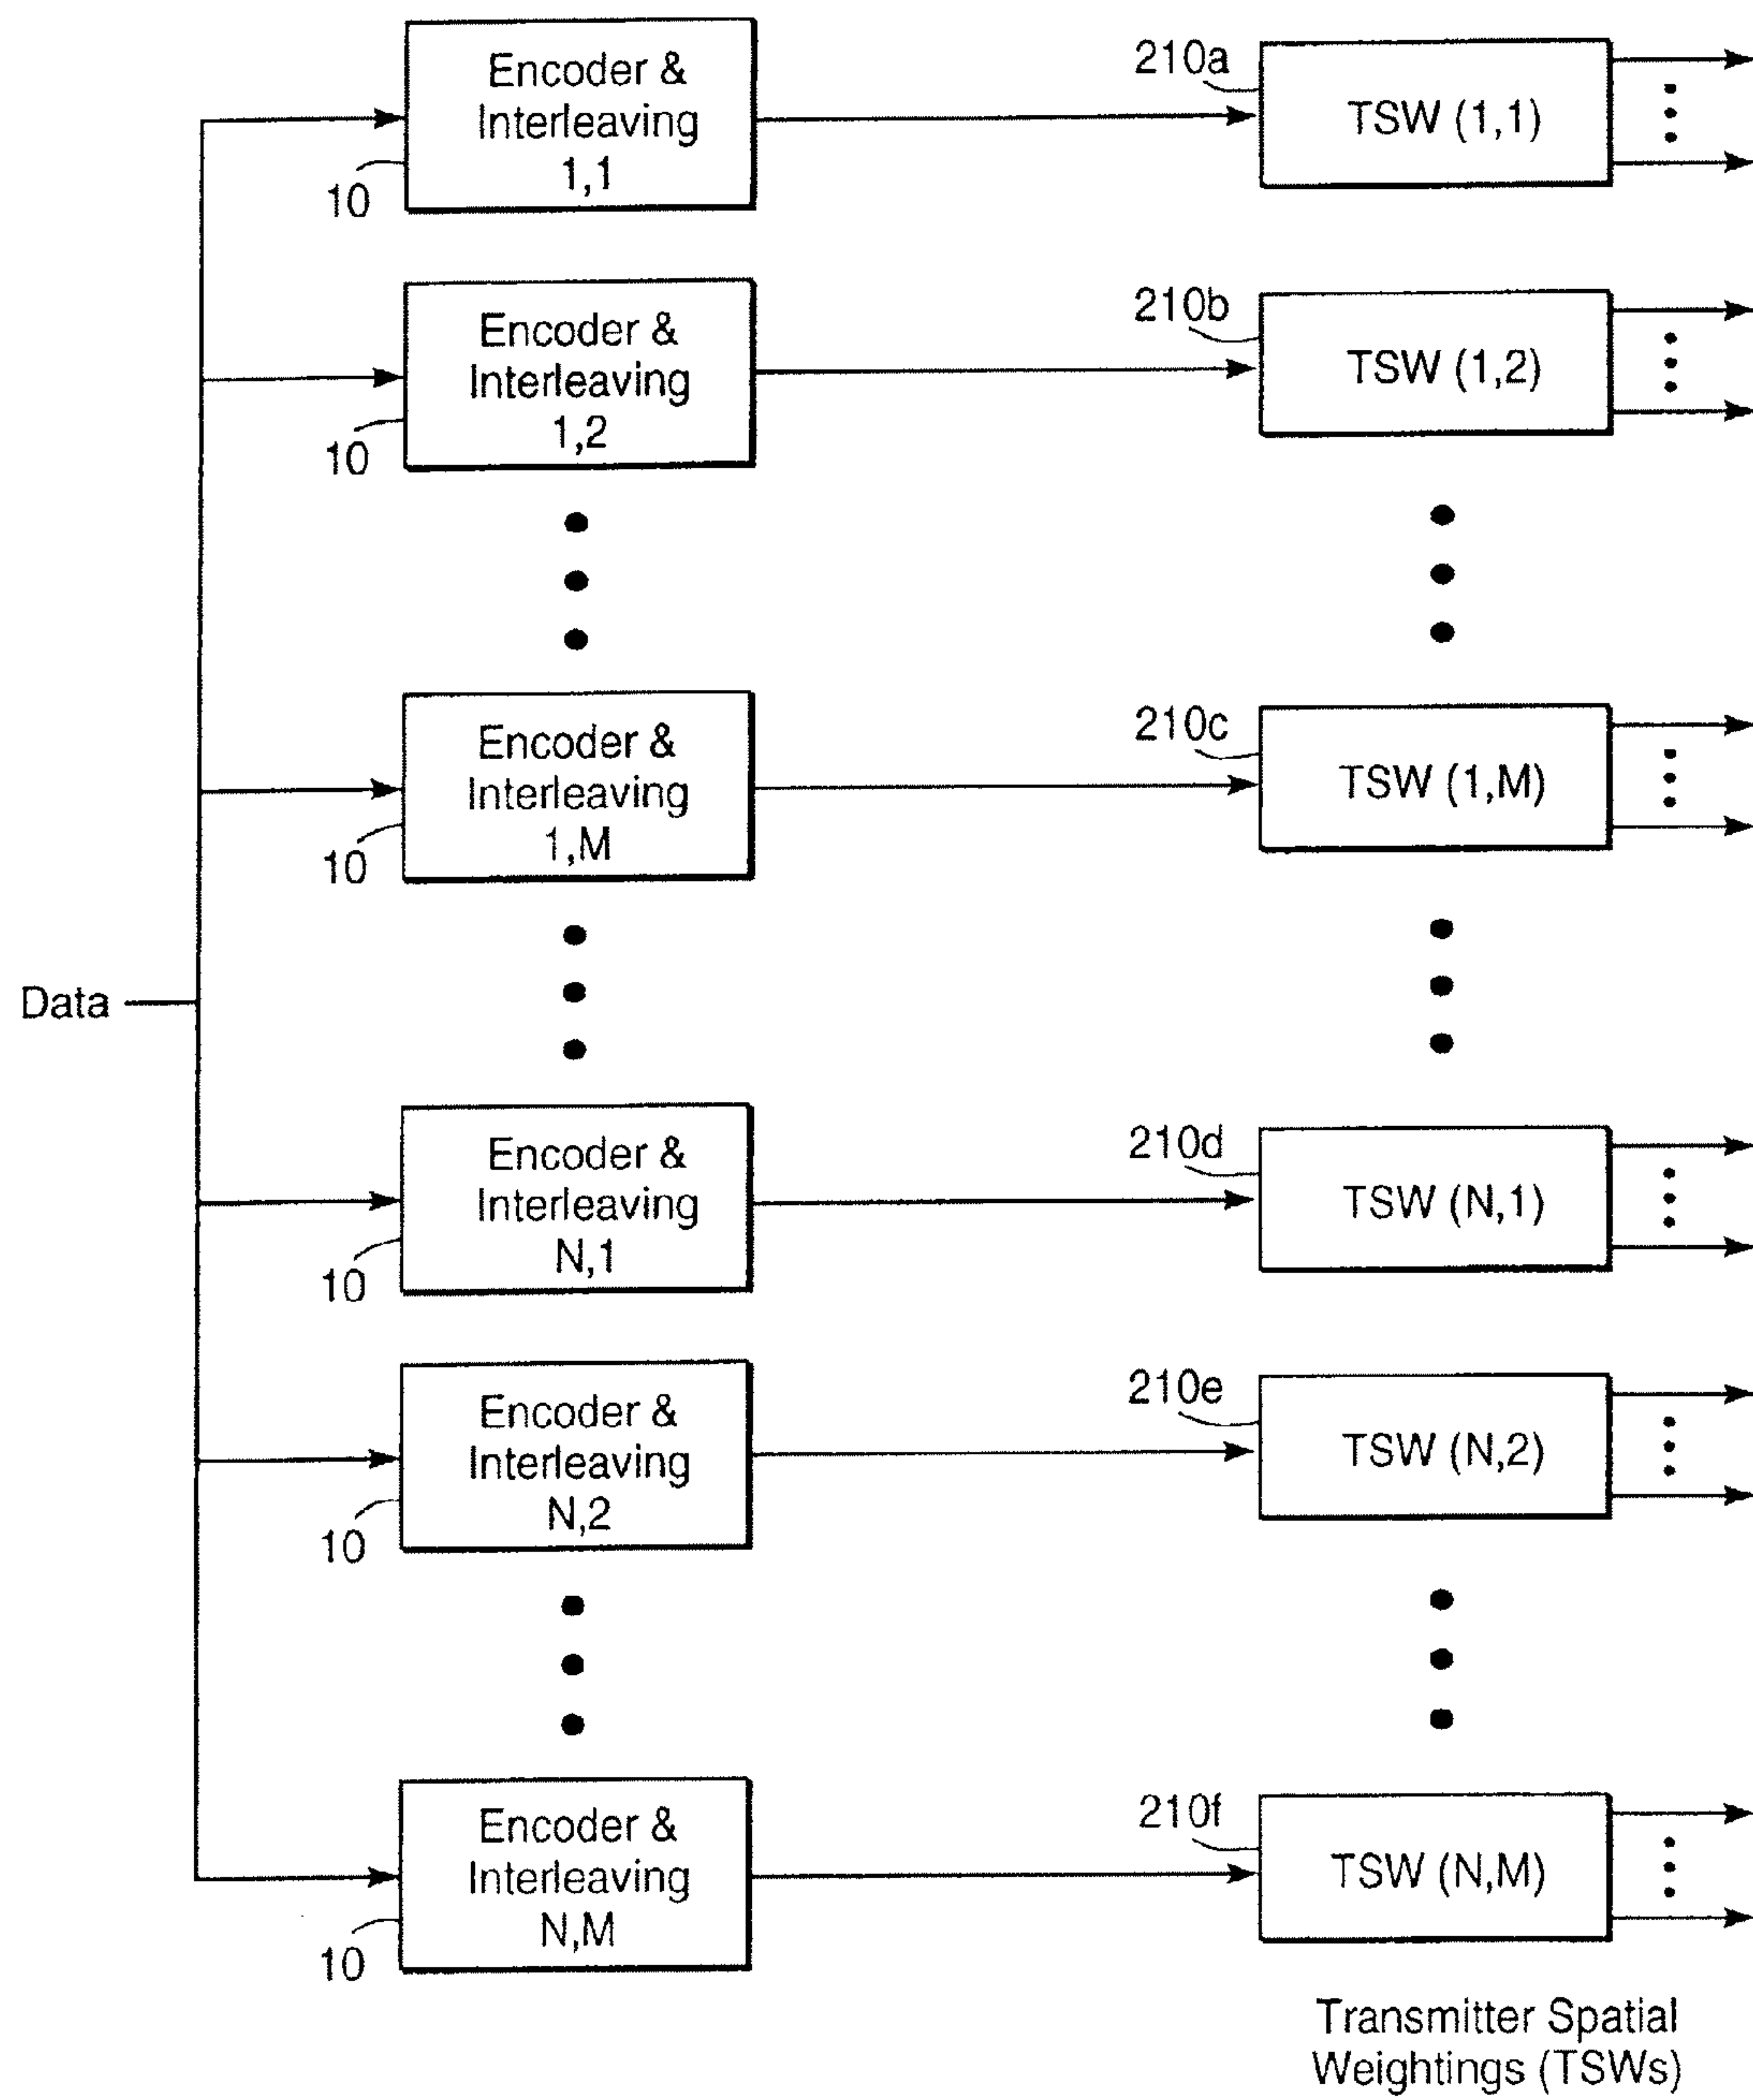 Encoder &
Interleaving
1,1
10
210a
TSW (1,1)
Encoder &
Interleaving
1,2
10
210b
TSW (1,2)
Encoder &
Interleaving
1,M
10
210c
TSW (1,M)
Data
Encoder &
Interleaving
N,1
10
210d
TSW (N,1)
Encoder &
Interleaving
N,2
10
210e
TSW (N,2)
Encoder &
Interleaving
N,M
10
210f
TSW (N,M)
Transmitter Spatial
Weightings (TSWs)